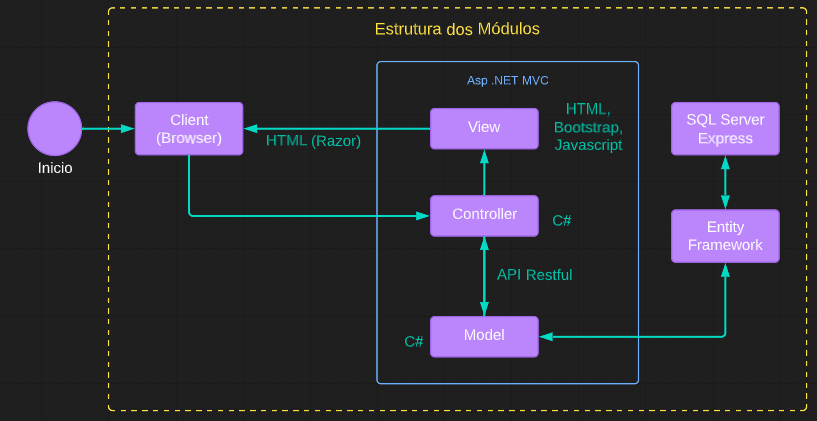 Estrutura dos Módulos
Asp .NET MVC
Client
(Browser)
View
HTML,
Bootstrap,
Javascript
SQL Server
Express
HTML (Razor)
Inicio
Controller
C#
Entity
Framework
API Restful
Model
C#